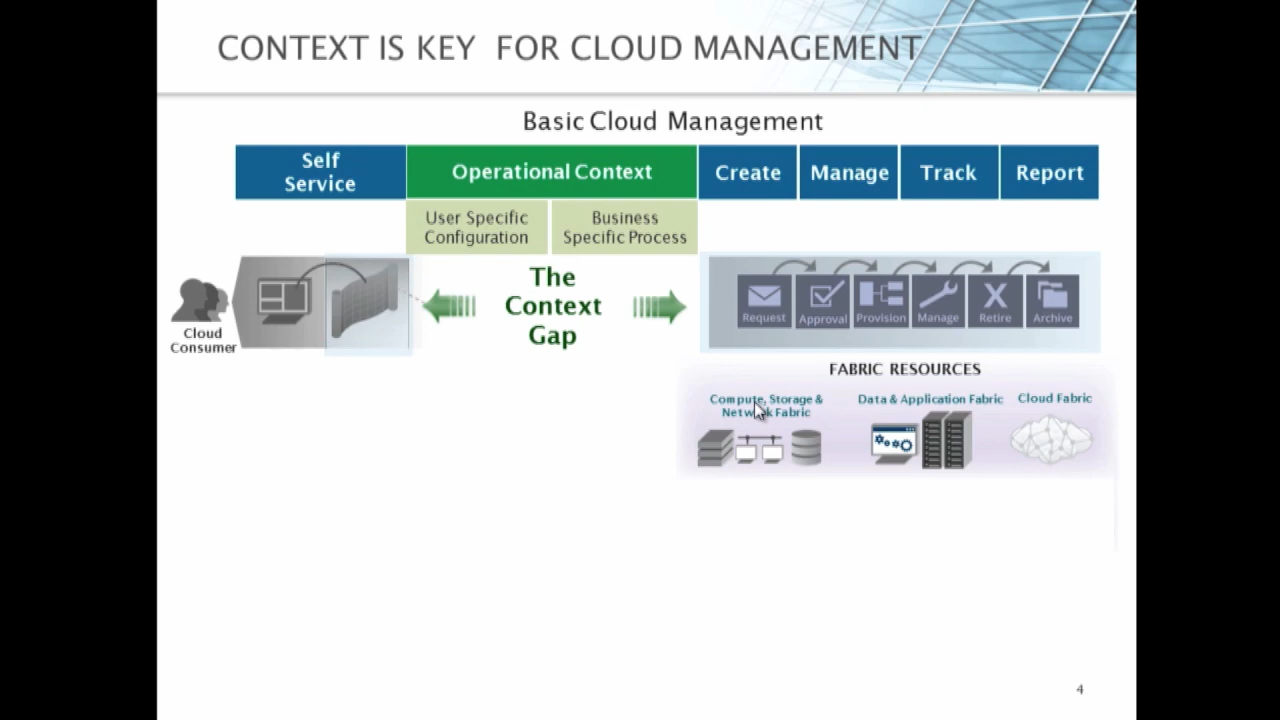 CONTEXT IS KEY FOR CLOUD MANAGEMENT
Basic Cloud Management
Self
Service
Operational Context
Create
Manage
Track
Report
User Specific
Configuration
Business
Specific Process
The
Context
Gap
Cloud
Consumer
Request
Approval
Provision
Manage
Retire
Archive
FABRIC RESOURCES
Compute, Storage &
Network Fabric
Data & Application Fabric
Cloud Fabric
4